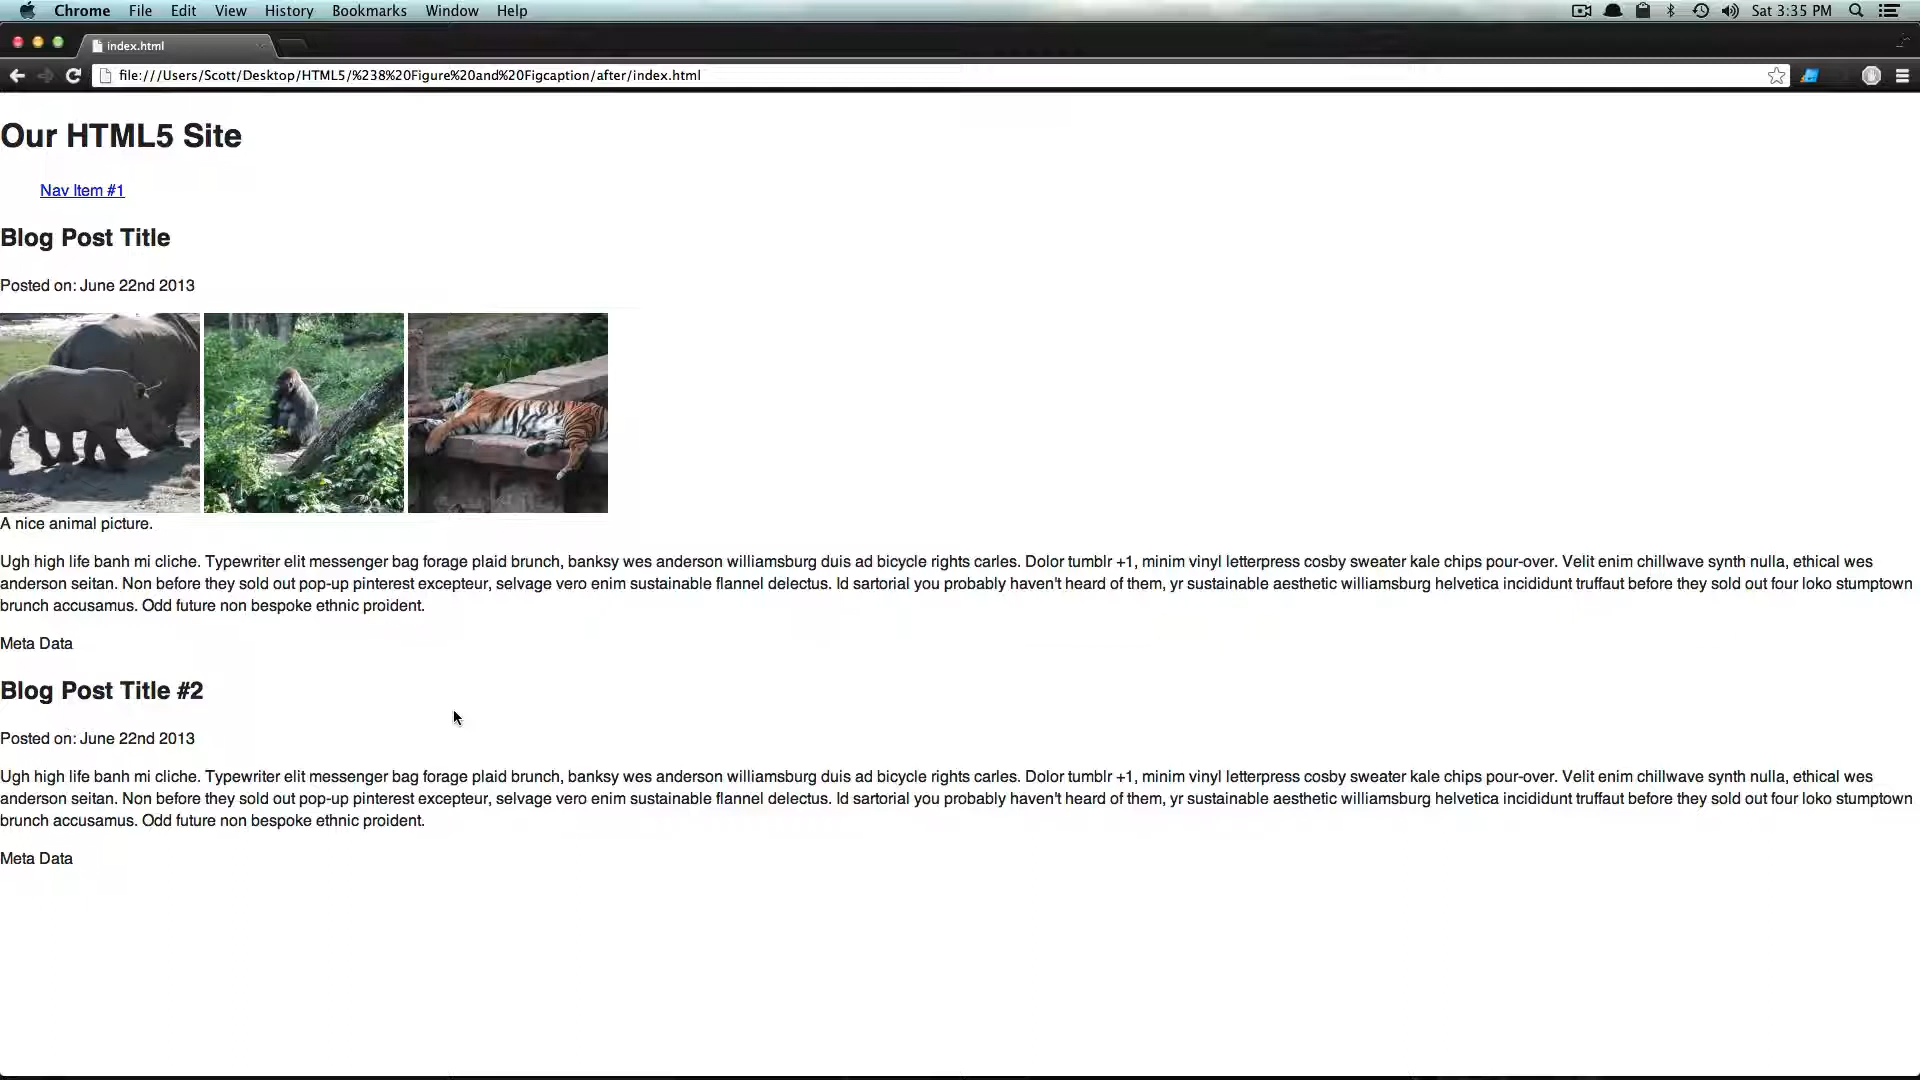 Chrome File Edit View History Bookmarks Window Help Sat 3:35 PM
index.html
file:///Users/Scott/Desktop/HTML5/%238%20Figure%20and%20Figcaption/after/index.html
Our HTML5 Site
Nav Item #1
Blog Post Title
Posted on: June 22nd 2013
A nice animal picture.
Ugh high life banh mi cliche. Typewriter elit messenger bag forage plaid brunch, banksy wes anderson williamsburg duis ad bicycle rights carles. Dolor tumblr +1, minim vinyl letterpress cosby sweater kale chips pour-over. Velit enim chillwave synth nulla, ethical wes
anderson seitan. Non before they sold out pop-up pinterest excepteur, selvage vero enim sustainable flannel delectus. Id sartorial you probably haven't heard of them, yr sustainable aesthetic williamsburg helvetica incididunt truffaut before they sold out four loko stumptown
brunch accusamus. Odd future non bespoke ethnic proident.
Meta Data
Blog Post Title #2
Posted on: June 22nd 2013
Ugh high life banh mi cliche. Typewriter elit messenger bag forage plaid brunch, banksy wes anderson williamsburg duis ad bicycle rights carles. Dolor tumblr +1, minim vinyl letterpress cosby sweater kale chips pour-over. Velit enim chillwave synth nulla, ethical wes
anderson seitan. Non before they sold out pop-up pinterest excepteur, selvage vero enim sustainable flannel delectus. Id sartorial you probably haven't heard of them, yr sustainable aesthetic williamsburg helvetica incididunt truffaut before they sold out four loko stumptown
brunch accusamus. Odd future non bespoke ethnic proident.
Meta Data